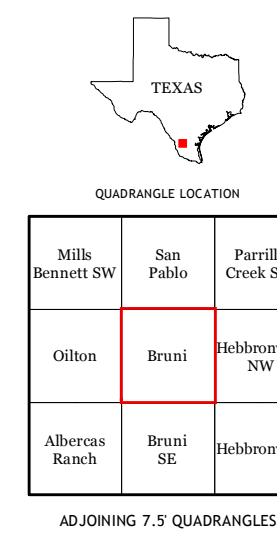 TEXAS
QUADRANGLE LOCATION
Mills
Bennett SW
San
Pablo
Parrill
Creek S
Oilton
Bruni
Hebbron
NW
Albercas
Ranch
Bruni
SE
Hebbron
ADJOINING 7.5' QUADRANGLES